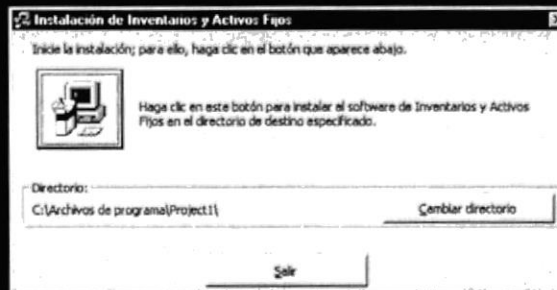 Instalación de Inventarios y Activos Fijos
Inicie la instalación; para ello, haga clic en el botón que aparece abajo.
Haga clic en este botón para instalar el software de Inventarios y Activos
Fijos en el directorio de destino especificado.
Directorio:
C:\Archivos de programa\Project1\
Cambiar directorio
Salir